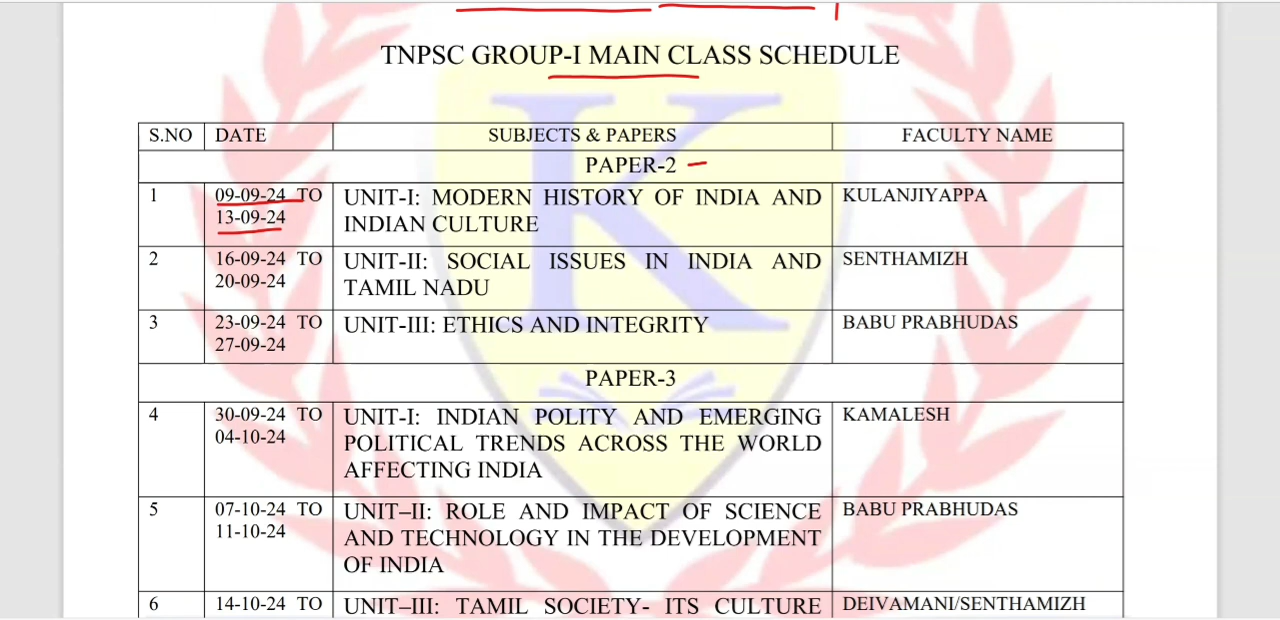 TNPSC GROUP-I MAIN CLASS SCHEDULE
S.NO DATE SUBJECTS & PAPERS FACULTY NAME
PAPER-2
1 09-09-24 TO 13-09-24 UNIT-I: MODERN HISTORY OF INDIA AND INDIAN CULTURE KULANJIYAPPA
2 16-09-24 TO 20-09-24 UNIT-II: SOCIAL ISSUES IN INDIA AND TAMIL NADU SENTHAMIZH
3 23-09-24 TO 27-09-24 UNIT-III: ETHICS AND INTEGRITY BABU PRABHUDAS
PAPER-3
4 30-09-24 TO 04-10-24 UNIT-I: INDIAN POLITY AND EMERGING POLITICAL TRENDS ACROSS THE WORLD AFFECTING INDIA KAMALESH
5 07-10-24 TO 11-10-24 UNIT–II: ROLE AND IMPACT OF SCIENCE AND TECHNOLOGY IN THE DEVELOPMENT OF INDIA BABU PRABHUDAS
6 14-10-24 TO UNIT–III: TAMIL SOCIETY- ITS CULTURE DEIVAMANI/SENTHAMIZH
K